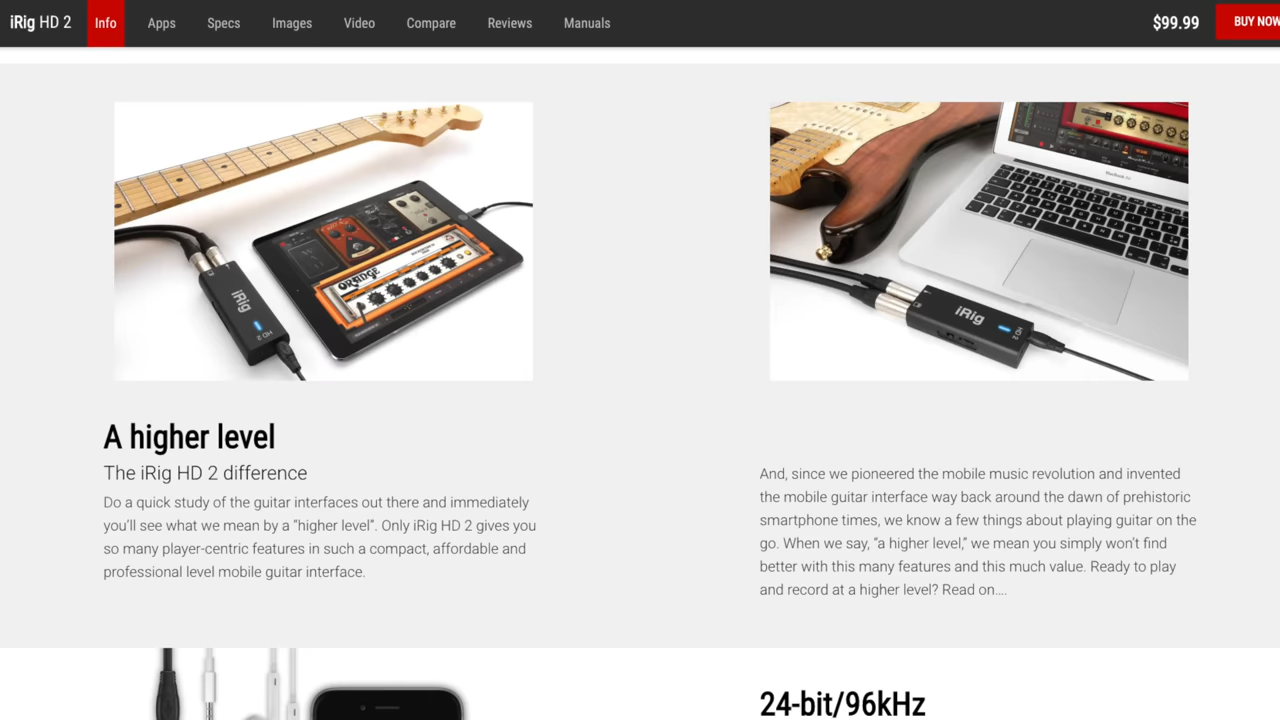 iRig HD 2 Info Apps Specs Images Video Compare Reviews Manuals $99.99 BUY NOW
ORANGE
iRig
HD 2
MacBook Air
iRig
HD 2
A higher level
The iRig HD 2 difference
Do a quick study of the guitar interfaces out there and immediately
you'll see what we mean by a “higher level”. Only iRig HD 2 gives you
so many player-centric features in such a compact, affordable and
professional level mobile guitar interface.
And, since we pioneered the mobile music revolution and invented
the mobile guitar interface way back around the dawn of prehistoric
smartphone times, we know a few things about playing guitar on the
go. When we say, “a higher level,” we mean you simply won't find
better with this many features and this much value. Ready to play
and record at a higher level? Read on....
24-bit/96kHz